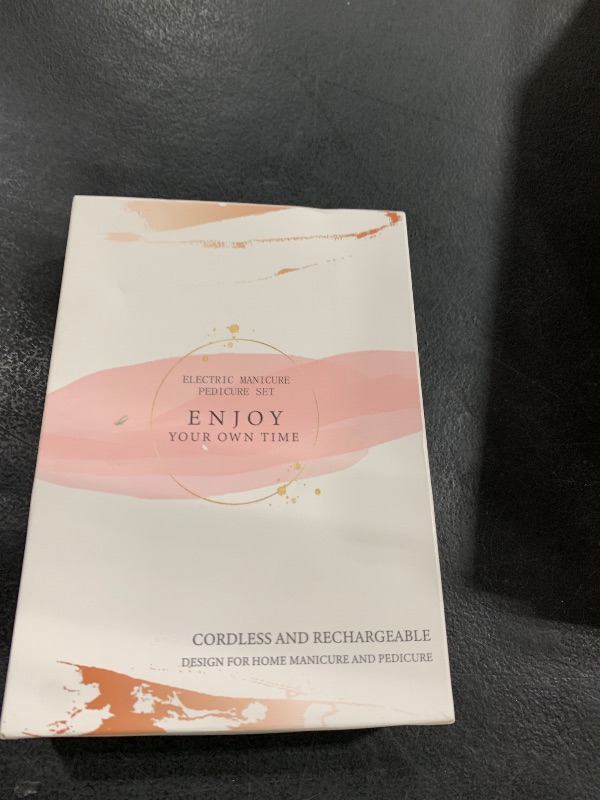 ELECTRIC MANICURE
PEDICURE SET
ENJOY
YOUR OWN TIME
CORDLESS AND RECHARGEABLE
DESIGN FOR HOME MANICURE AND PEDICURE